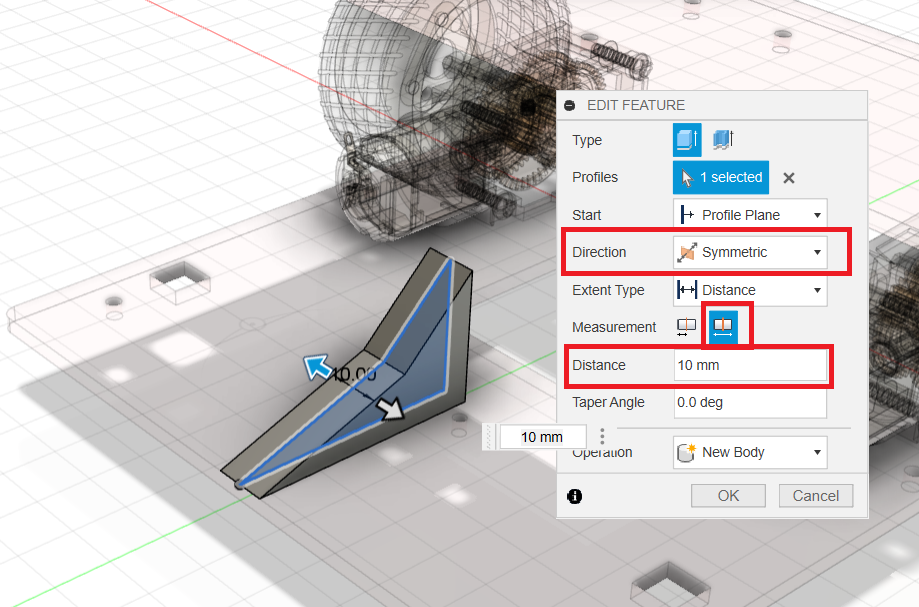 EDIT FEATURE
Type
Profiles 1 selected
Start Profile Plane
Direction Symmetric
Extent Type Distance
Measurement
Distance 10 mm
Taper Angle 0.0 deg
10.00
10 mm
Operation New Body
OK Cancel